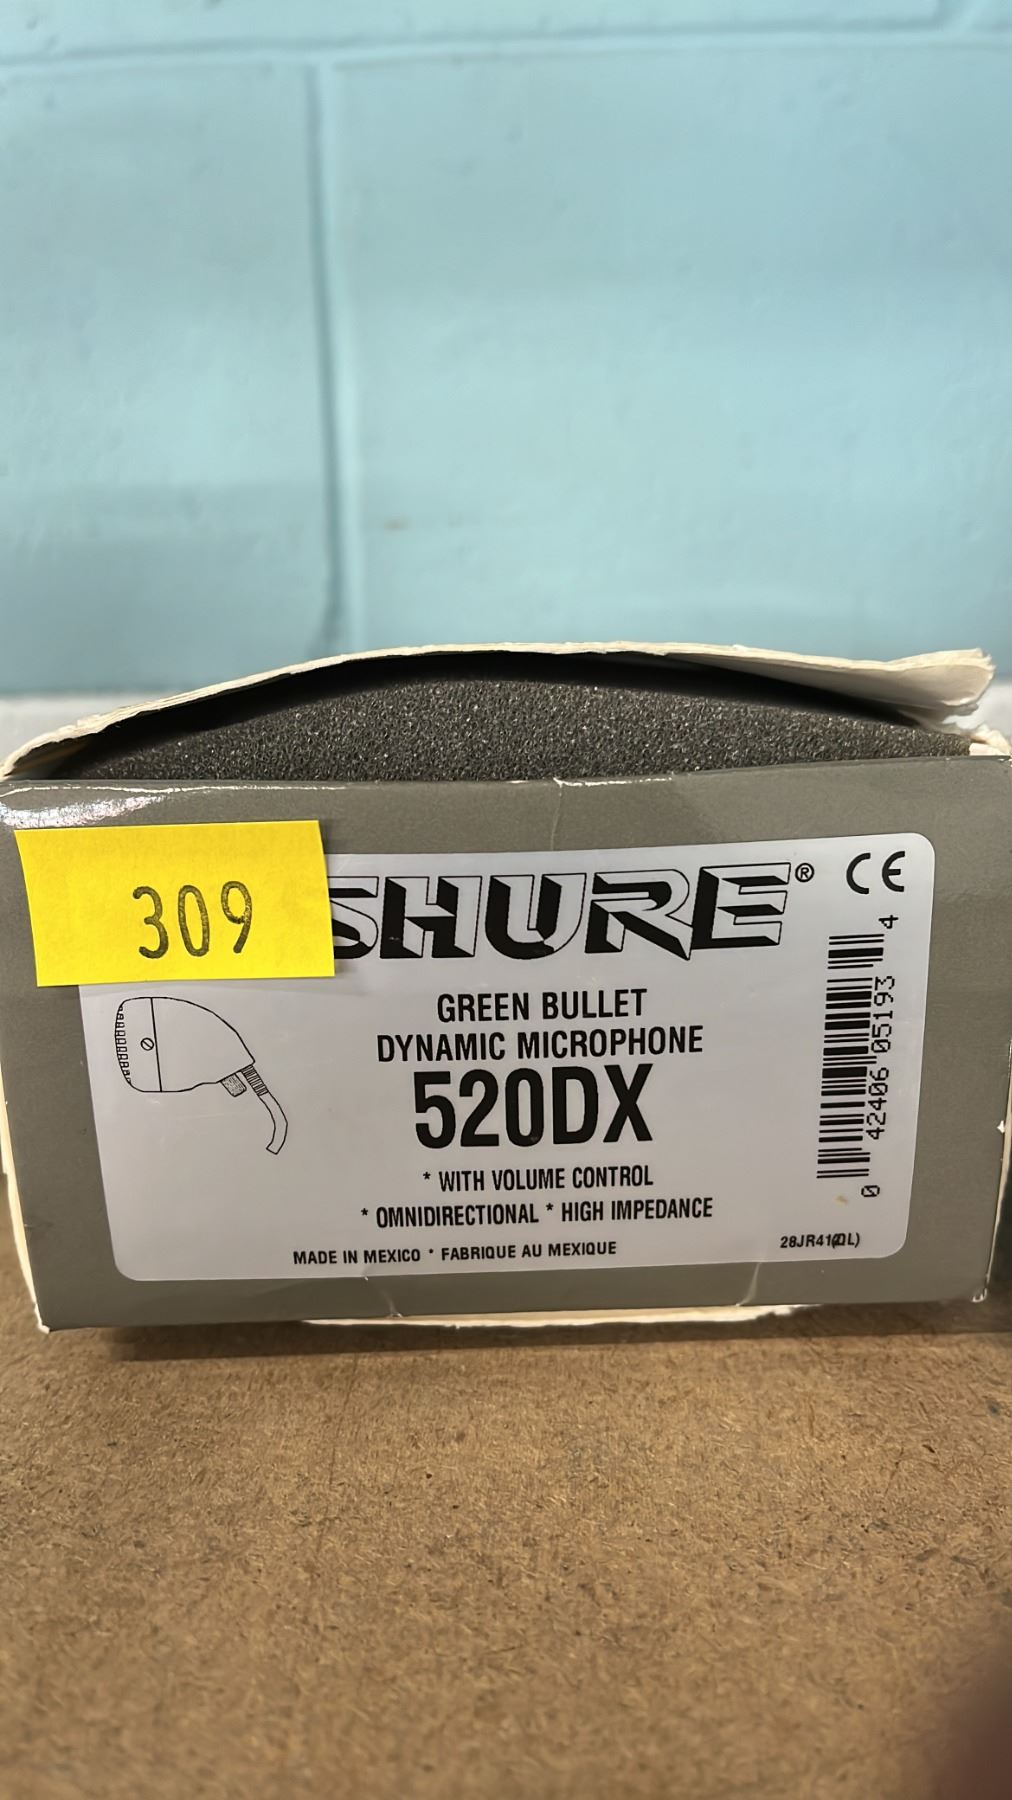 309
SHURE®
CE
GREEN BULLET
DYNAMIC MICROPHONE
520DX
* WITH VOLUME CONTROL
* OMNIDIRECTIONAL * HIGH IMPEDANCE
MADE IN MEXICO * FABRIQUE AU MEXIQUE
0 42406 05193 4